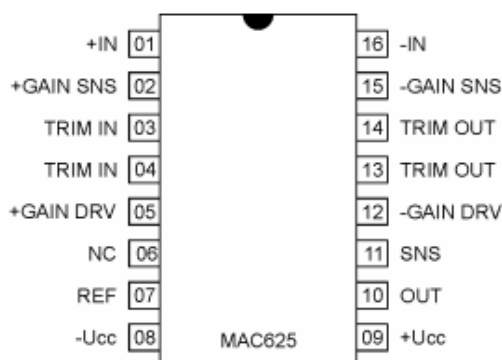 +IN 01 16 -IN
+GAIN SNS 02 15 -GAIN SNS
TRIM IN 03 14 TRIM OUT
TRIM IN 04 13 TRIM OUT
+GAIN DRV 05 12 -GAIN DRV
NC 06 11 SNS
REF 07 10 OUT
-Ucc 08 MAC625 09 +Ucc